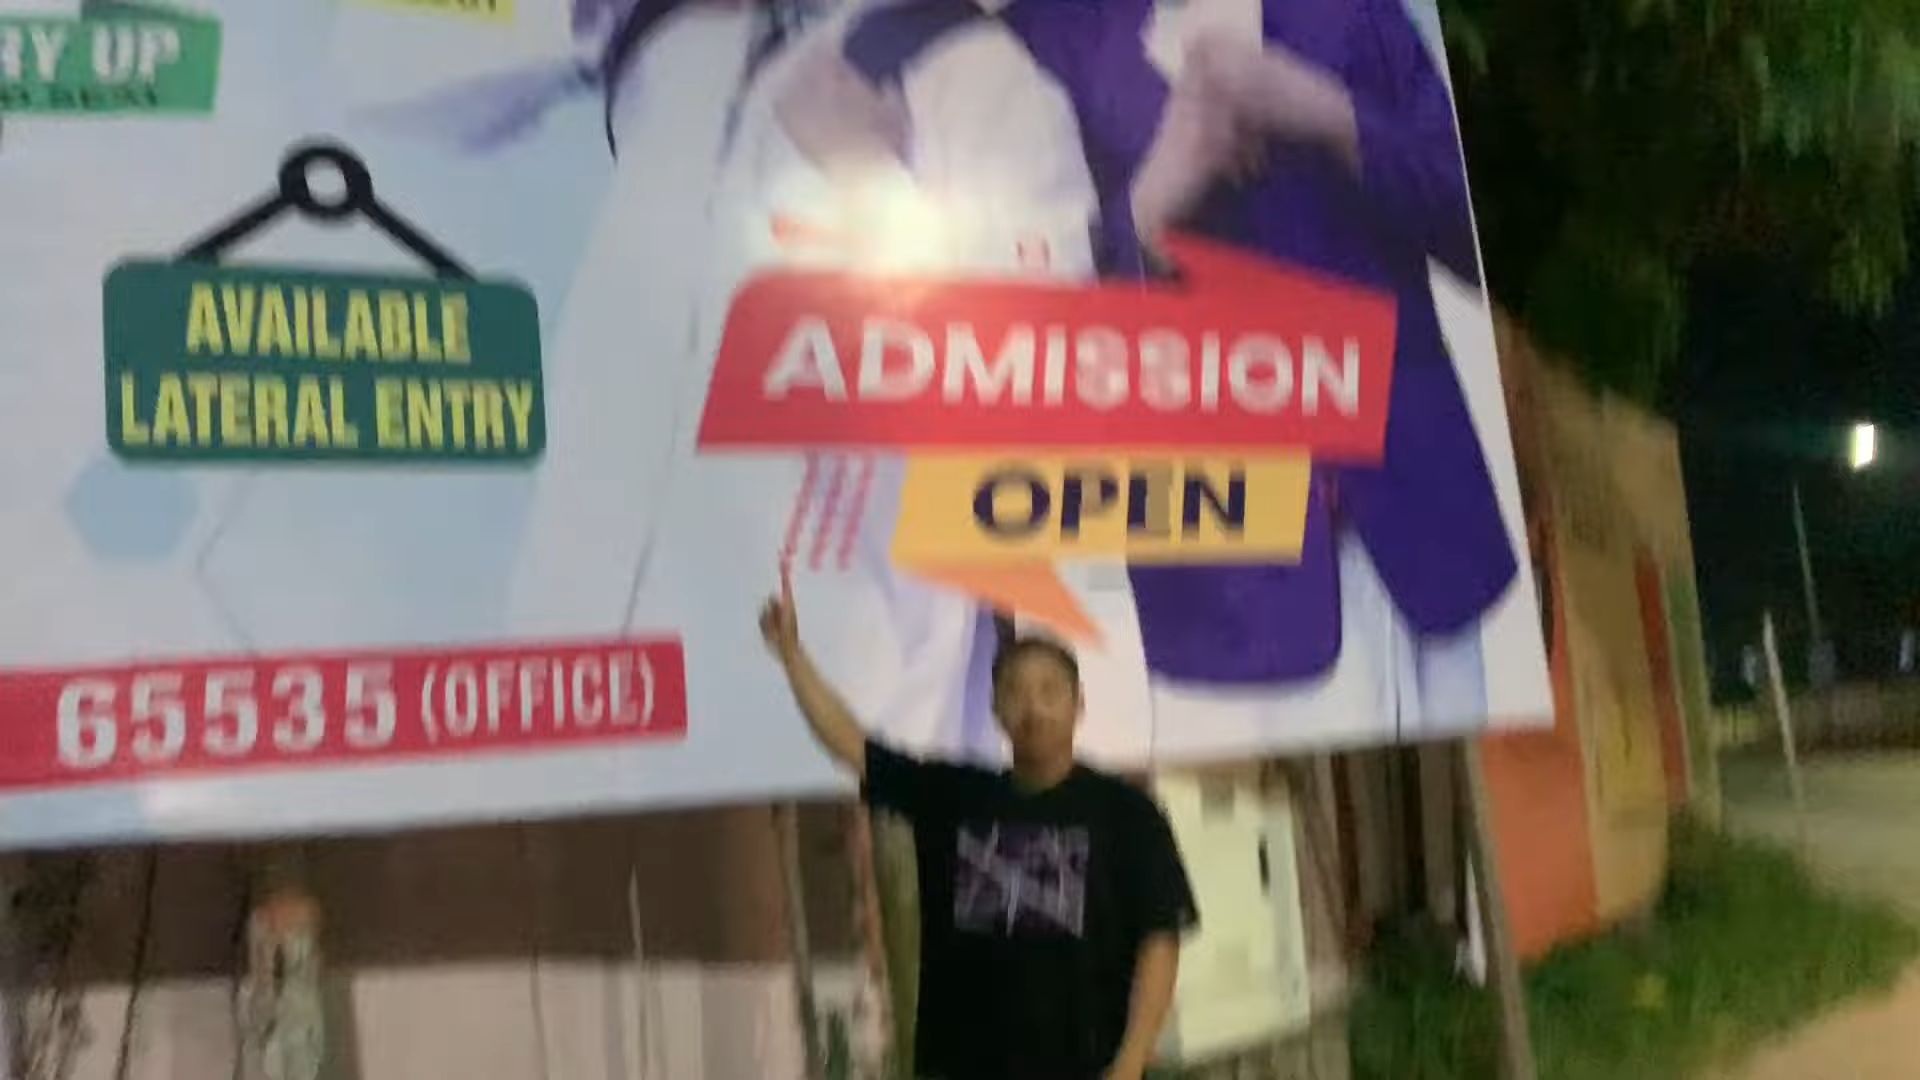 RY UP
AVAILABLE
LATERAL ENTRY
ADMISSION
OPEN
65535 (OFFICE)